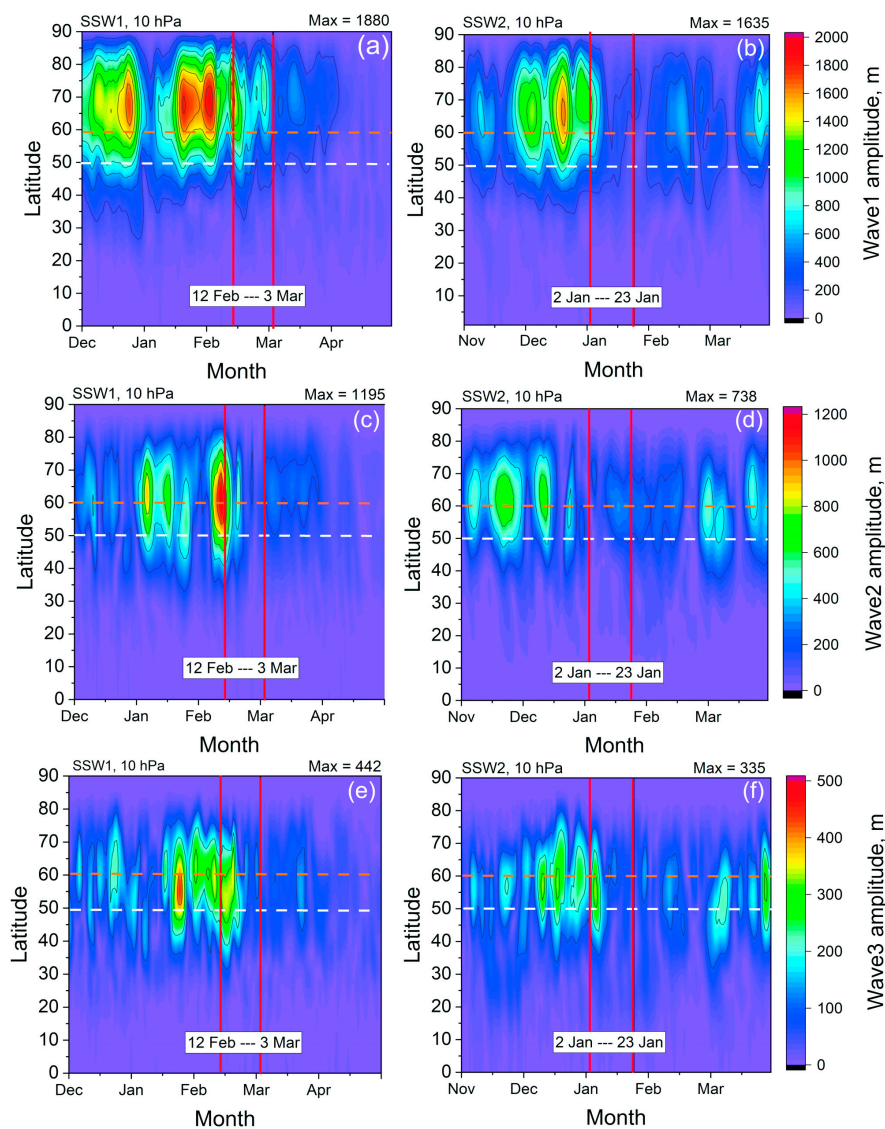 SSW1, 10 hPa Max = 1880
(a)
90
80
70
60
50
40
30
20
10
0
Latitude
12 Feb --- 3 Mar
Dec Jan Feb Mar Apr
Month
SSW2, 10 hPa Max = 1635
(b)
90
80
70
60
50
40
30
20
10
Latitude
2 Jan --- 23 Jan
Nov Dec Jan Feb Mar
Month
2000
1800
1600
1400
1200
1000
800
600
400
200
0
Wave1 amplitude, m
SSW1, 10 hPa Max = 1195
(c)
90
80
70
60
50
40
30
20
10
0
Latitude
12 Feb --- 3 Mar
Dec Jan Feb Mar Apr
Month
SSW2, 10 hPa Max = 738
(d)
90
80
70
60
50
40
30
20
10
0
Latitude
2 Jan --- 23 Jan
Nov Dec Jan Feb Mar
Month
1200
1000
800
600
400
200
0
Wave2 amplitude, m
SSW1, 10 hPa Max = 442
(e)
90
80
70
60
50
40
30
20
10
0
Latitude
12 Feb --- 3 Mar
Dec Jan Feb Mar Apr
Month
SSW2, 10 hPa Max = 335
(f)
90
80
70
60
50
40
30
20
10
0
Latitude
2 Jan --- 23 Jan
Nov Dec Jan Feb Mar
Month
500
400
300
200
100
0
Wave3 amplitude, m